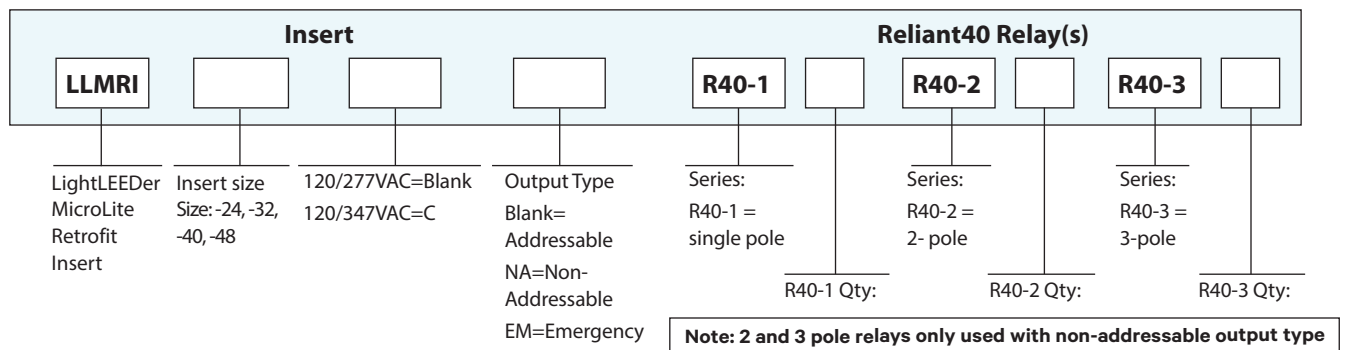 Insert
Reliant40 Relay(s)
LLMRI
R40-1
R40-2
R40-3
LightLEEDer
MicroLite
Retrofit
Insert
Insert size
Size: -24, -32,
-40, -48
120/277VAC=Blank
120/347VAC=C
Output Type
Blank=
Addressable
NA=Non-
Addressable
EM=Emergency
Series:
R40-1 =
single pole
R40-1 Qty:
Series:
R40-2 =
2- pole
R40-2 Qty:
Series:
R40-3 =
3-pole
R40-3 Qty:
Note: 2 and 3 pole relays only used with non-addressable output type